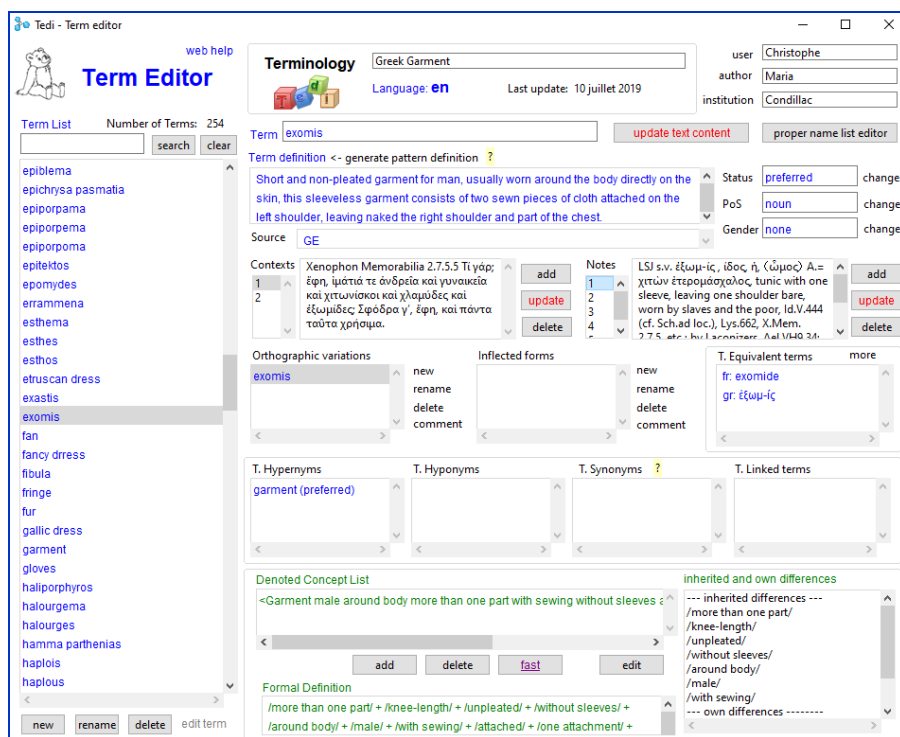 Tedi - Term editor
web help
Term Editor
Terminology
Greek Garment
Language: en
Last update: 10 juillet 2019
user
Christophe
author
Maria
institution
Condillac
Term List
Number of Terms: 254
search
clear
epiblema
epichrysa pasmatia
epiporpama
epiporpema
epiporpoma
epitektos
epomydes
errammena
esthema
esthes
esthos
etruscan dress
exastis
exomis
fan
fancy drress
fibula
fringe
fur
gallic dress
garment
gloves
haliporphyros
halourgema
halourges
hamma parthenias
haplois
haplous
new
rename
delete
edit term
Term
exomis
update text content
proper name list editor
Term definition <- generate pattern definition ?
Short and non-pleated garment for man, usually worn around the body directly on the
skin, this sleeveless garment consists of two sewn pieces of cloth attached on the
left shoulder, leaving naked the right shoulder and part of the chest.
Status
preferred
change
PoS
noun
change
Gender
none
change
Source
GE
Contexts
1
2
Xenophon Memorabilia 2.7.5.5 Τί γάρ;
ἔφη, ἱμάτιά τε ἀνδρεῖα καὶ γυναικεῖα
καὶ χιτωνίσκοι καὶ χλαμύδες καὶ
ἐξωμίδες; Σφόδρα γ', ἔφη, καὶ πάντα
ταῦτα χρήσιμα.
add
update
delete
Notes
1
2
3
4
LSJ s.v. ἐξωμ-ίς , ίδος, ἡ, (ὦμος) A.=
χιτὼν ἑτερομάσχαλος, tunic with one
sleeve, leaving one shoulder bare,
worn by slaves and the poor, Id.V.444
(cf. Sch.ad loc.), Lys.662, X.Mem.
2.7.5, etc.; by Laconizers, Ael.VH9.34;
add
update
delete
Orthographic variations
exomis
new
rename
delete
comment
Inflected forms
new
rename
delete
comment
T. Equivalent terms
more
fr: exomide
gr: ἐξωμ-ίς
T. Hypernyms
garment (preferred)
T. Hyponyms
T. Synonyms ?
T. Linked terms
Denoted Concept List
<Garment male around body more than one part with sewing without sleeves a
add
delete
fast
edit
Formal Definition
/more than one part/ + /knee-length/ + /unpleated/ + /without sleeves/ +
/around body/ + /male/ + /with sewing/ + /attached/ + /one attachment/ +
inherited and own differences
--- inherited differences ---
/more than one part/
/knee-length/
/unpleated/
/without sleeves/
/around body/
/male/
/with sewing/
--- own differences --------